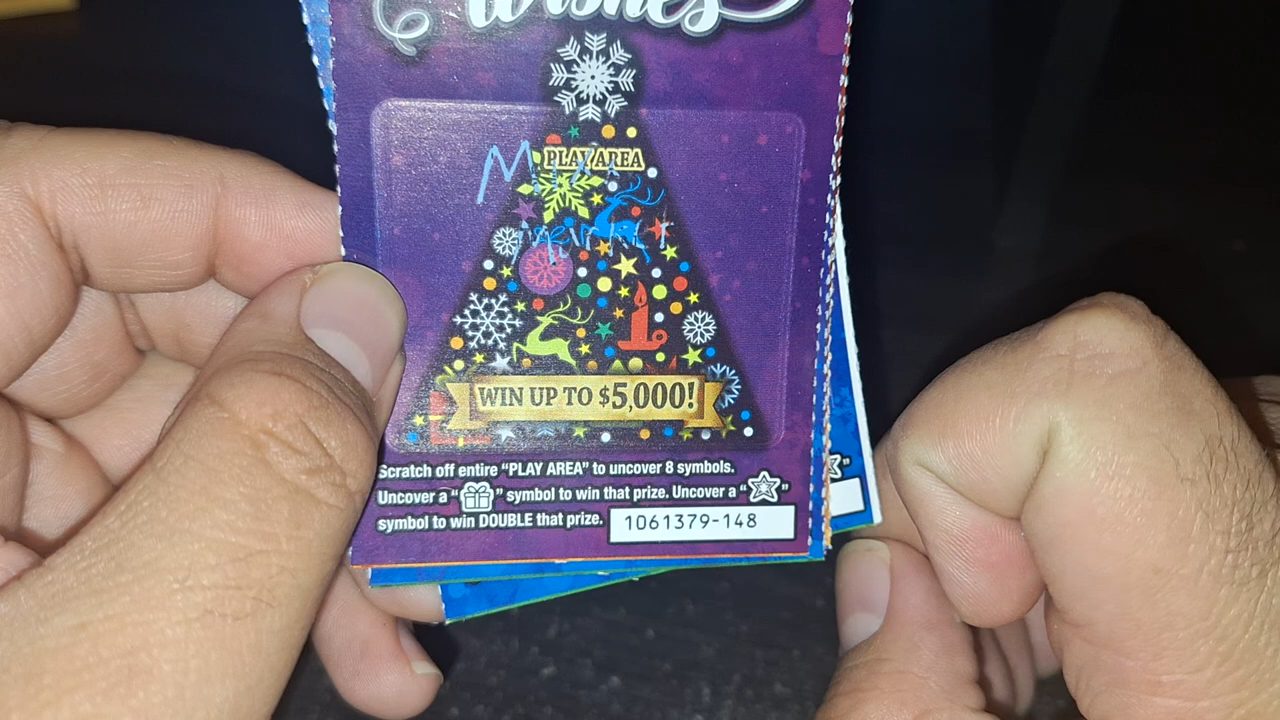 Wishes
PLAY AREA
WIN UP TO $5,000!
Scratch off entire “PLAY AREA” to uncover 8 symbols.
Uncover a “ ” symbol to win that prize. Uncover a “ ”
symbol to win DOUBLE that prize.
1061379-148